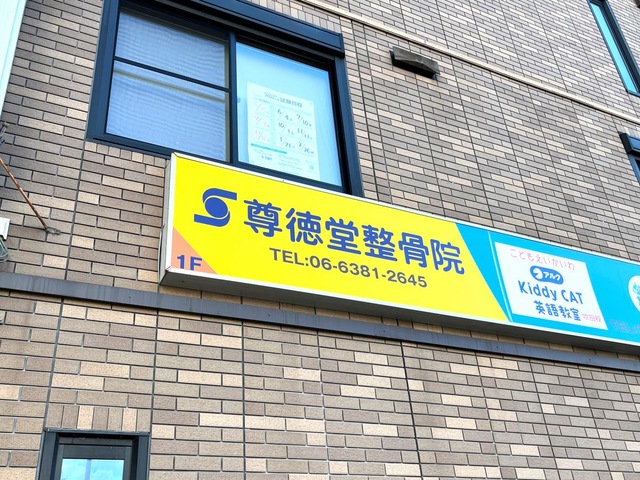 尊徳堂整骨院
TEL:06-6381-2645
1F
こどもえいかいわ
アルク
Kiddy CAT
英語教室